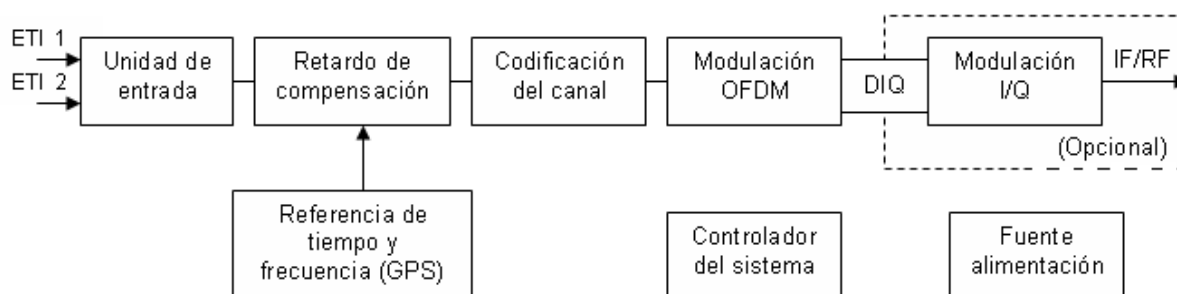 ETI 1
ETI 2
Unidad de
entrada
Retardo de
compensación
Codificación
del canal
Modulación
OFDM
DIQ
Modulación
I/Q
IF/RF
(Opcional)
Referencia de
tiempo y
frecuencia (GPS)
Controlador
del sistema
Fuente
alimentación